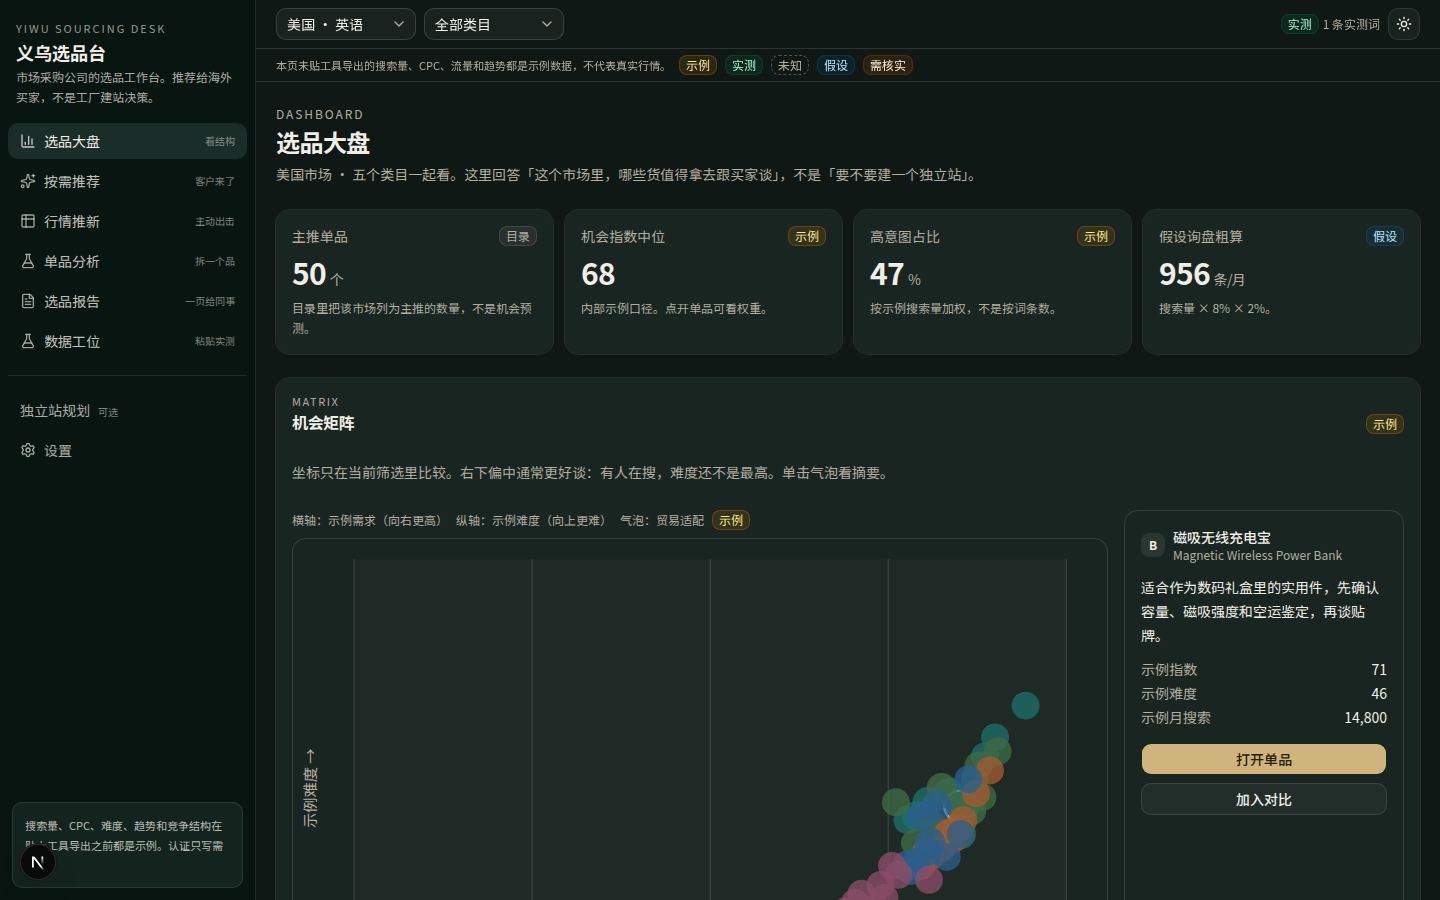 YIWU SOURCING DESK
义乌选品台
市场采购公司的选品工作台。推荐给海外
买家，不是工厂建站决策。
选品大盘 看结构
按需推荐 客户来了
行情推新 主动出击
单品分析 拆一个品
选品报告 一页给同事
数据工位 粘贴实测
独立站规划 可选
设置
搜索量、CPC、难度、趋势和竞争结构在
工具导出之前都是示例。认证只写需
N
美国 · 英语
全部类目
实测 1 条实测词
本页未贴工具导出的搜索量、CPC、流量和趋势都是示例数据，不代表真实行情。 示例 实测 未知 假设 需核实
DASHBOARD
选品大盘
美国市场 · 五个类目一起看。这里回答「这个市场里，哪些货值得拿去跟买家谈」，不是「要不要建一个独立站」。
主推单品 目录
50 个
目录里把该市场列为主推的数量，不是机会预
测。
机会指数中位 示例
68
内部示例口径。点开单品可看权重。
高意图占比 示例
47 %
按示例搜索量加权，不是按词条数。
假设询盘粗算 假设
956 条/月
搜索量 × 8% × 2%。
MATRIX
机会矩阵
示例
坐标只在当前筛选里比较。右下偏中通常更好谈：有人在搜，难度还不是最高。单击气泡看摘要。
横轴：示例需求（向右更高） 纵轴：示例难度（向上更难） 气泡：贸易适配 示例
示例难度 →
B 磁吸无线充电宝
Magnetic Wireless Power Bank
适合作为数码礼盒里的实用件，先确认
容量、磁吸强度和空运鉴定，再谈贴
牌。
示例指数 71
示例难度 46
示例月搜索 14,800
打开单品
加入对比